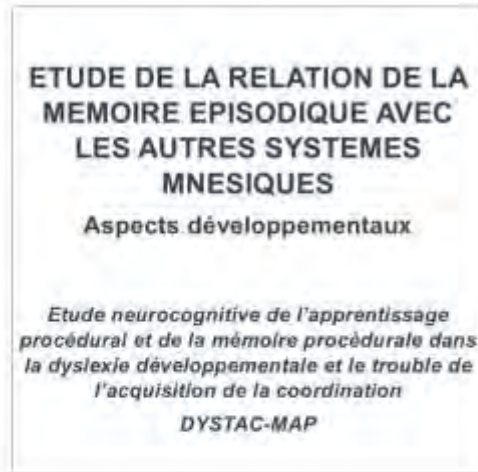 ETUDE DE LA RELATION DE LA
MEMOIRE EPISODIQUE AVEC
LES AUTRES SYSTEMES
MNESIQUES
Aspects développementaux
Etude neurocognitive de l'apprentissage
procédural et de la mémoire procédurale dans
la dyslexie développementale et le trouble de
l'acquisition de la coordination
DYSTAC-MAP